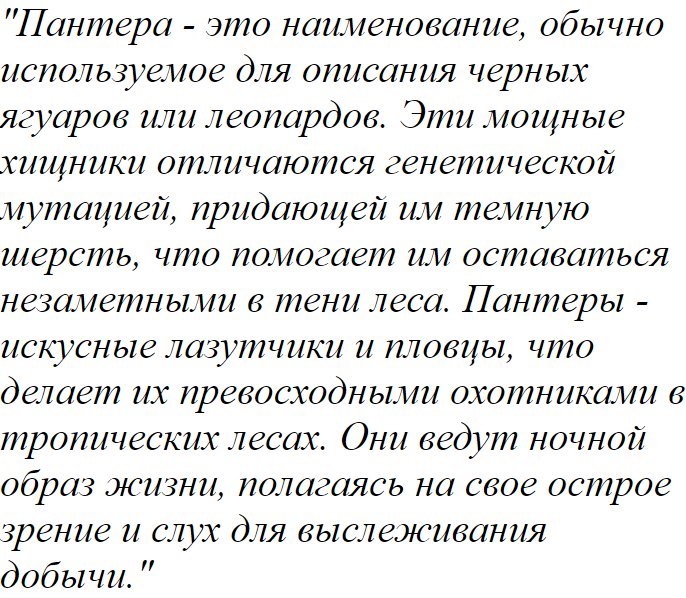 "Пантера - это наименование, обычно
используемое для описания черных
ягуаров или леопардов. Эти мощные
хищники отличаются генетической
мутацией, придающей им темную
шерсть, что помогает им оставаться
незаметными в тени леса. Пантеры -
искусные лазутчики и пловцы, что
делает их превосходными охотниками в
тропических лесах. Они ведут ночной
образ жизни, полагаясь на свое острое
зрение и слух для выслеживания
добычи."